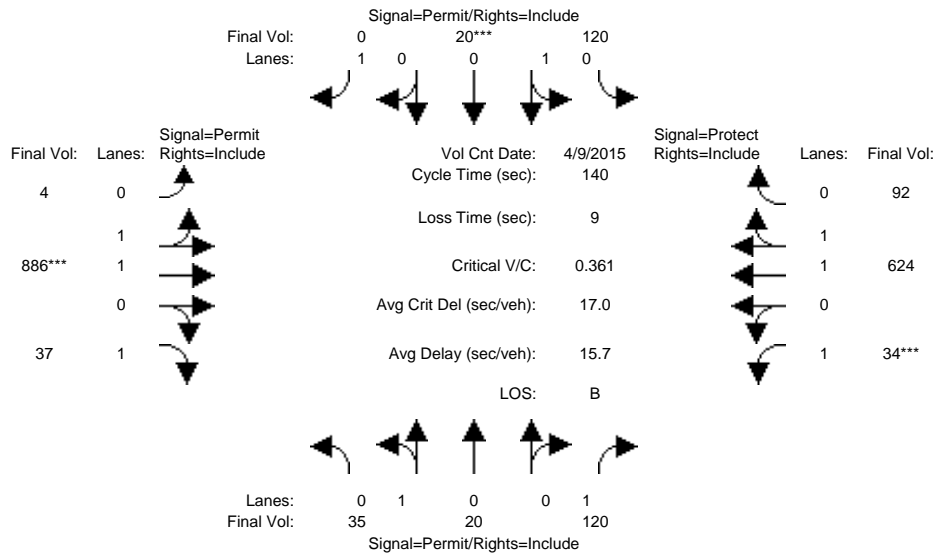 Signal=Permit/Rights=Include
Final Vol: 0 20*** 120
Lanes: 1 0 0 1 0
Signal=Permit
Final Vol: Lanes: Rights=Include
Vol Cnt Date: 4/9/2015
Signal=Protect
Rights=Include Lanes: Final Vol:
Cycle Time (sec): 140
4 0
0 92
Loss Time (sec): 9
1
1
886*** 1
Critical V/C: 0.361
1 624
0
Avg Crit Del (sec/veh): 17.0
0
37 1
Avg Delay (sec/veh): 15.7
1 34***
LOS: B
Lanes: 0 1 0 0 1
Final Vol: 35 20 120
Signal=Permit/Rights=Include